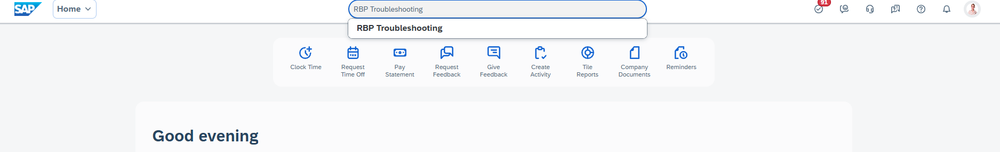 SAP
Home
RBP Troubleshooting
91
RBP Troubleshooting
Clock Time
Request
Time Off
Pay
Statement
Request
Feedback
Give
Feedback
Create
Activity
Tile
Reports
Company
Documents
Reminders
Good evening